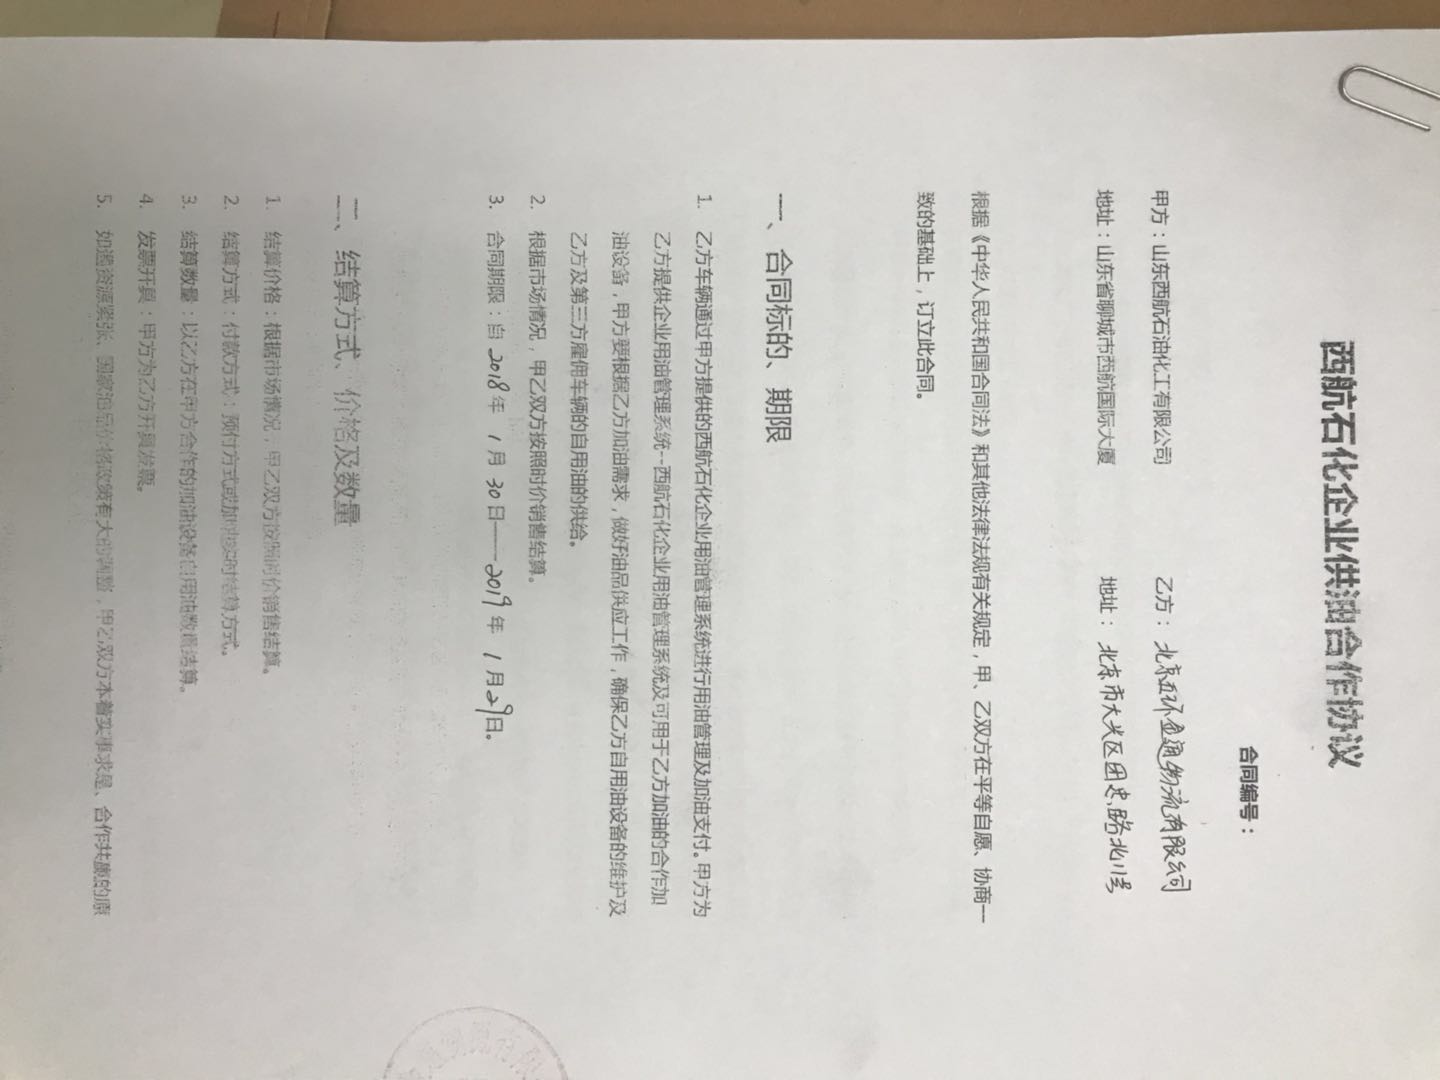 西航石化企业供油合作协议
合同编号：
甲方：山东西航石油化工有限公司 乙方：北京五环金通物流有限公司
地址：山东省聊城市西航国际大厦 地址：北京市大兴区团忠路北11号
根据《中华人民共和国合同法》和其他法律法规有关规定，甲、乙双方在平等自愿、协商一
致的基础上，订立此合同。
一、合同标的、期限
1. 乙方车辆通过甲方提供的西航石化企业用油管理系统进行用油管理及加油支付。甲方为
乙方提供企业用油管理系统--西航石化企业用油管理系统及可用于乙方加油的合作加
油设备，甲方要根据乙方加油需求，做好油品供应工作，确保乙方自用油设备的维护及
乙方及第三方雇佣车辆的自用油的供给。
2. 根据市场情况，甲乙双方按照时价销售结算。
3. 合同期限：自2018年1月30日——2019年1月29日。
二、结算方式、价格及数量
1. 结算价格：根据市场情况，甲乙双方按照时价销售结算。
2. 结算方式：付款方式：预付方式或加油实时结算方式。
3. 结算数量：以乙方在甲方合作的加油设备自用油数量结算。
4. 发票开具：甲方为乙方开具发票。
5. 如遇资源紧张、国家油品价格政策有大的调整，甲乙双方本着实事求是、合作共赢的原